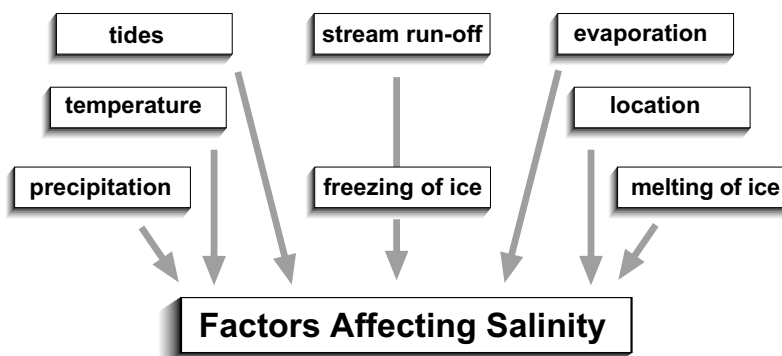 tides
stream run-off
evaporation
temperature
location
precipitation
freezing of ice
melting of ice
Factors Affecting Salinity